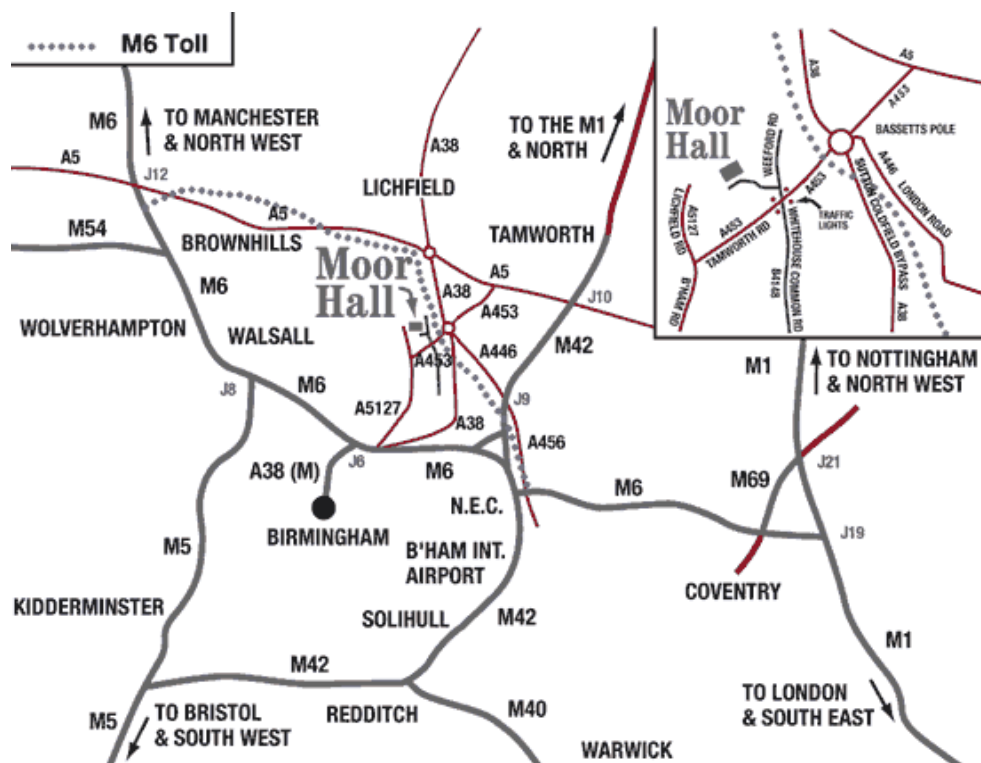 M6 Toll
M6
TO MANCHESTER
& NORTH WEST
A5
J12
M54
BROWNHILLS
A5
M6
WOLVERHAMPTON
WALSALL
J8
M6
A38
LICHFIELD
Moor
Hall
A38
A5
A453
A453
A446
A5127
A38
J6
M6
A38 (M)
BIRMINGHAM
TO THE M1
& NORTH
TAMWORTH
J10
M42
J9
A456
N.E.C.
M6
B'HAM INT.
AIRPORT
SOLIHULL
M42
M5
KIDDERMINSTER
M42
M5
TO BRISTOL
& SOUTH WEST
REDDITCH
M40
WARWICK
M1
TO NOTTINGHAM
& NORTH WEST
M69
J21
J19
COVENTRY
M1
TO LONDON
& SOUTH EAST
Moor
Hall
A38
A5
A453
BASSETTS POLE
WEEFORD RD
A453
A446
LONDON ROAD
SUTTON COLDFIELD BYPASS
A38
TRAFFIC
LIGHTS
LICHFIELD RD
A5127
A453
TAMWORTH RD
B'HAM RD
WHITEHOUSE COMMON RD
B4148